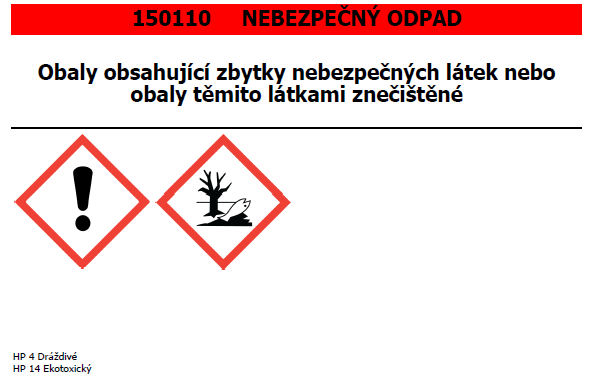 150110 NEBEZPEČNÝ ODPAD
Obaly obsahující zbytky nebezpečných látek nebo
obaly těmito látkami znečištěné
HP 4 Dráždivé
HP 14 Ekotoxický